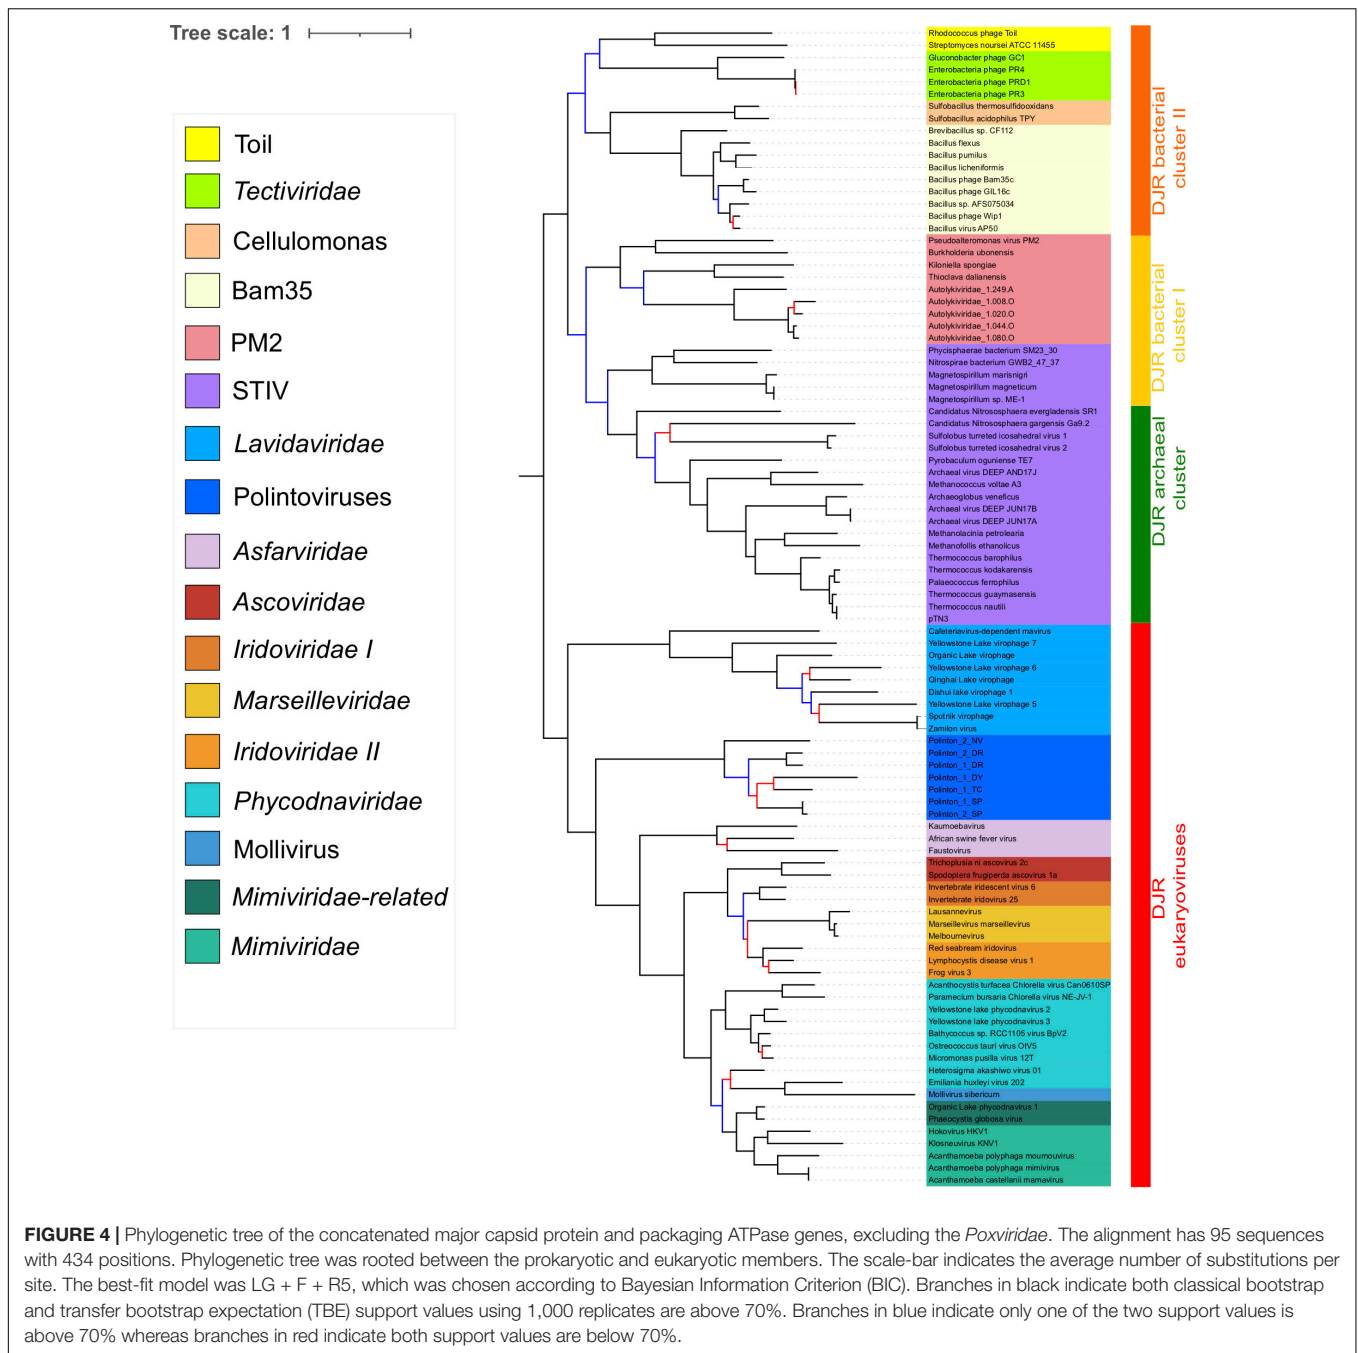 Tree scale: 1
Toil
Tectiviridae
Cellulomonas
Bam35
PM2
STIV
Lavidaviridae
Polintoviruses
Asfarviridae
Ascoviridae
Iridoviridae I
Marseilleviridae
Iridoviridae II
Phycodnaviridae
Mollivirus
Mimiviridae-related
Mimiviridae
Rhodococcus phage Toil
Streptomyces noursei ATCC 11455
Gluconobacter phage GC1
Enterobacteria phage PR4
Enterobacteria phage PRD1
Enterobacteria phage PR3
Sulfobacillus thermosulfidooxidans
Sulfobacillus acidophilus TPY
Brevibacillus sp. CF112
Bacillus flexus
Bacillus pumilus
Bacillus licheniformis
Bacillus phage Bam35c
Bacillus phage GIL16c
Bacillus sp. AFS075034
Bacillus phage Wip1
Bacillus virus AP50
Pseudoalteromonas virus PM2
Burkholderia ubonensis
Kiloniella spongiae
Thioclava dalianensis
Autolykiviridae_1.249.A
Autolykiviridae_1.008.O
Autolykiviridae_1.020.O
Autolykiviridae_1.044.O
Autolykiviridae_1.080.O
Phycisphaerae bacterium SM23_30
Nitrospirae bacterium GWB2_47_37
Magnetospirillum marisnigri
Magnetospirillum magneticum
Magnetospirillum sp. ME-1
Candidatus Nitrososphaera evergladensis SR1
Candidatus Nitrososphaera gargensis Ga9.2
Sulfolobus turreted icosahedral virus 1
Sulfolobus turreted icosahedral virus 2
Pyrobaculum oguniense TE7
Archaeal virus DEEP AND17J
Methanococcus voltae A3
Archaeoglobus veneficus
Archaeal virus DEEP JUN17B
Archaeal virus DEEP JUN17A
Methanolacinia petrolearia
Methanofollis ethanolicus
Thermococcus barophilus
Thermococcus kodakarensis
Palaeococcus ferrophilus
Thermococcus guaymasensis
Thermococcus nautili
pTN3
Cafeteriavirus-dependent mavirus
Yellowstone Lake virophage 7
Organic Lake virophage
Yellowstone Lake virophage 6
Qinghai Lake virophage
Dishui lake virophage 1
Yellowstone Lake virophage 5
Sputnik virophage
Zamilon virus
Polinton_2_NV
Polinton_2_DR
Polinton_1_DR
Polinton_1_DY
Polinton_1_TC
Polinton_1_SP
Polinton_2_SP
Kaumoebavirus
African swine fever virus
Faustovirus
Trichoplusia ni ascovirus 2c
Spodoptera frugiperda ascovirus 1a
Invertebrate iridescent virus 6
Invertebrate iridovirus 25
Lausannevirus
Marseillevirus marseillevirus
Melbournevirus
Red seabream iridovirus
Lymphocystis disease virus 1
Frog virus 3
Acanthocystis turfacea Chlorella virus Can0610SP
Paramecium bursaria Chlorella virus NE-JV-1
Yellowstone lake phycodnavirus 2
Yellowstone lake phycodnavirus 3
Bathycoccus sp. RCC1105 virus BpV2
Ostreococcus tauri virus OtV5
Micromonas pusilla virus 12T
Heterosigma akashiwo virus 01
Emiliania huxleyi virus 202
Mollivirus sibericum
Organic Lake phycodnavirus 1
Phaeocystis globosa virus
Hokovirus HKV1
Klosneuvirus KNV1
Acanthamoeba polyphaga moumouvirus
Acanthamoeba polyphaga mimivirus
Acanthamoeba castellanii mamavirus
DJR bacterial
cluster II
DJR bacterial
cluster I
DJR archaeal
cluster
DJR
eukaryoviruses
FIGURE 4 | Phylogenetic tree of the concatenated major capsid protein and packaging ATPase genes, excluding the Poxviridae. The alignment has 95 sequences
with 434 positions. Phylogenetic tree was rooted between the prokaryotic and eukaryotic members. The scale-bar indicates the average number of substitutions per
site. The best-fit model was LG + F + R5, which was chosen according to Bayesian Information Criterion (BIC). Branches in black indicate both classical bootstrap
and transfer bootstrap expectation (TBE) support values using 1,000 replicates are above 70%. Branches in blue indicate only one of the two support values is
above 70% whereas branches in red indicate both support values are below 70%.